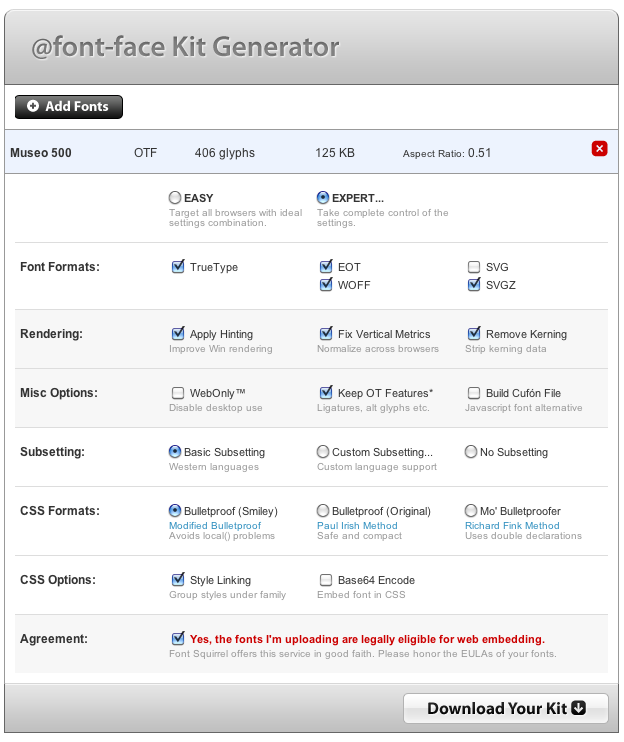 @font-face Kit Generator
Add Fonts
Museo 500 OTF 406 glyphs 125 KB Aspect Ratio: 0.51
EASY EXPERT...
Target all browsers with ideal Take complete control of the
settings combination. settings.
Font Formats: TrueType EOT SVG
WOFF SVGZ
Rendering: Apply Hinting Fix Vertical Metrics Remove Kerning
Improve Win rendering Normalize across browsers Strip kerning data
Misc Options: WebOnly™ Keep OT Features* Build Cufón File
Disable desktop use Ligatures, alt glyphs etc. Javascript font alternative
Subsetting: Basic Subsetting Custom Subsetting... No Subsetting
Western languages Custom language support
CSS Formats: Bulletproof (Smiley) Bulletproof (Original) Mo' Bulletproofer
Modified Bulletproof Paul Irish Method Richard Fink Method
Avoids local() problems Safe and compact Uses double declarations
CSS Options: Style Linking Base64 Encode
Group styles under family Embed font in CSS
Agreement: Yes, the fonts I'm uploading are legally eligible for web embedding.
Font Squirrel offers this service in good faith. Please honor the EULAs of your fonts.
Download Your Kit